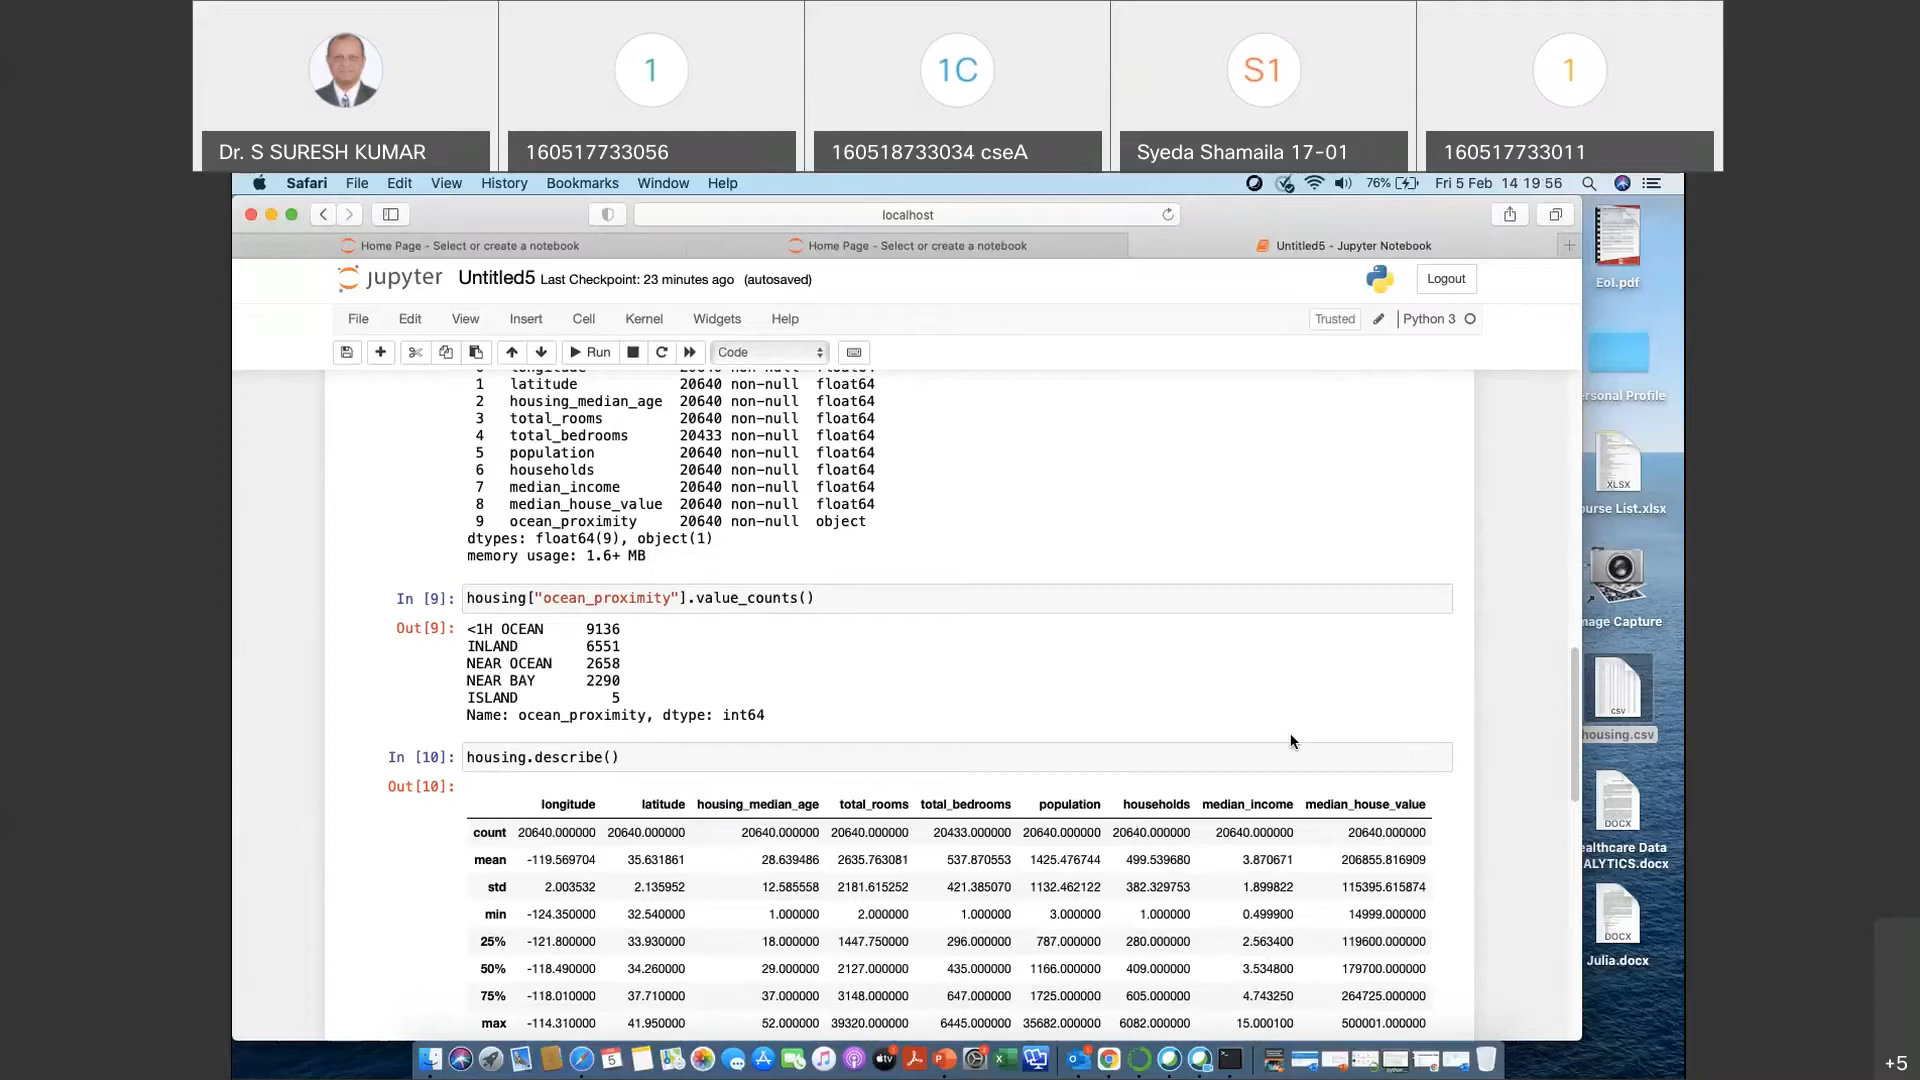 1
1C
S1
1
Dr. S SURESH KUMAR
160517733056
160518733034 cseA
Syeda Shamaila 17-01
160517733011
Safari File Edit View History Bookmarks Window Help
76% Fri 5 Feb 14 19:56
localhost
Home Page - Select or create a notebook
Home Page - Select or create a notebook
Untitled5 - Jupyter Notebook
jupyter Untitled5 Last Checkpoint: 23 minutes ago (autosaved)
Logout
File Edit View Insert Cell Kernel Widgets Help
Trusted
Python 3
Run
Code
1 latitude 20640 non-null float64
2 housing_median_age 20640 non-null float64
3 total_rooms 20640 non-null float64
4 total_bedrooms 20433 non-null float64
5 population 20640 non-null float64
6 households 20640 non-null float64
7 median_income 20640 non-null float64
8 median_house_value 20640 non-null float64
9 ocean_proximity 20640 non-null object
dtypes: float64(9), object(1)
memory usage: 1.6+ MB
In [9]: housing["ocean_proximity"].value_counts()
Out[9]: <1H OCEAN 9136
INLAND 6551
NEAR OCEAN 2658
NEAR BAY 2290
ISLAND 5
Name: ocean_proximity, dtype: int64
In [10]: housing.describe()
Out[10]:
longitude latitude housing_median_age total_rooms total_bedrooms population households median_income median_house_value
count 20640.000000 20640.000000 20640.000000 20640.000000 20433.000000 20640.000000 20640.000000 20640.000000 20640.000000
mean -119.569704 35.631861 28.639486 2635.763081 537.870553 1425.476744 499.539680 3.870671 206855.816909
std 2.003532 2.135952 12.585558 2181.615252 421.385070 1132.462122 382.329753 1.899822 115395.615874
min -124.350000 32.540000 1.000000 2.000000 1.000000 3.000000 1.000000 0.499900 14999.000000
25% -121.800000 33.930000 18.000000 1447.750000 296.000000 787.000000 280.000000 2.563400 119600.000000
50% -118.490000 34.260000 29.000000 2127.000000 435.000000 1166.000000 409.000000 3.534800 179700.000000
75% -118.010000 37.710000 37.000000 3148.000000 647.000000 1725.000000 605.000000 4.743250 264725.000000
max -114.310000 41.950000 52.000000 39320.000000 6445.000000 35682.000000 6082.000000 15.000100 500001.000000
EoI.pdf
ersonal Profile
XLSX
ourse List.xlsx
mage Capture
CSV
housing.csv
DOCX
ealthcare Data
ALYTICS.docx
DOCX
Julia.docx
+5